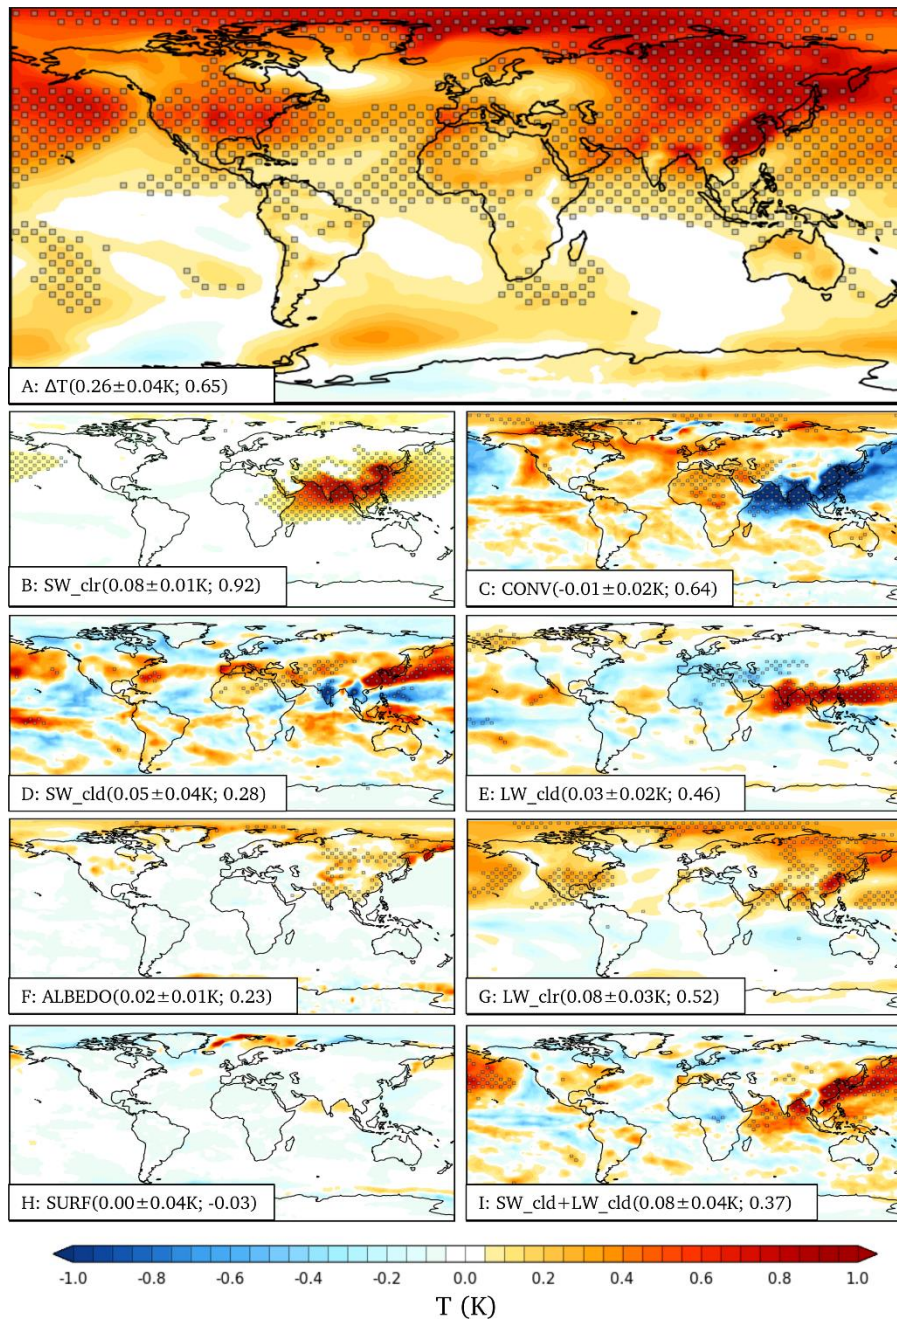 A: ΔT(0.26±0.04K; 0.65)
B: SW_clr(0.08±0.01K; 0.92)
C: CONV(-0.01±0.02K; 0.64)
D: SW_cld(0.05±0.04K; 0.28)
E: LW_cld(0.03±0.02K; 0.46)
F: ALBEDO(0.02±0.01K; 0.23)
G: LW_clr(0.08±0.03K; 0.52)
H: SURF(0.00±0.04K; -0.03)
I: SW_cld+LW_cld(0.08±0.04K; 0.37)
-1.0 -0.8 -0.6 -0.4 -0.2 0.0 0.2 0.4 0.6 0.8 1.0
T (K)